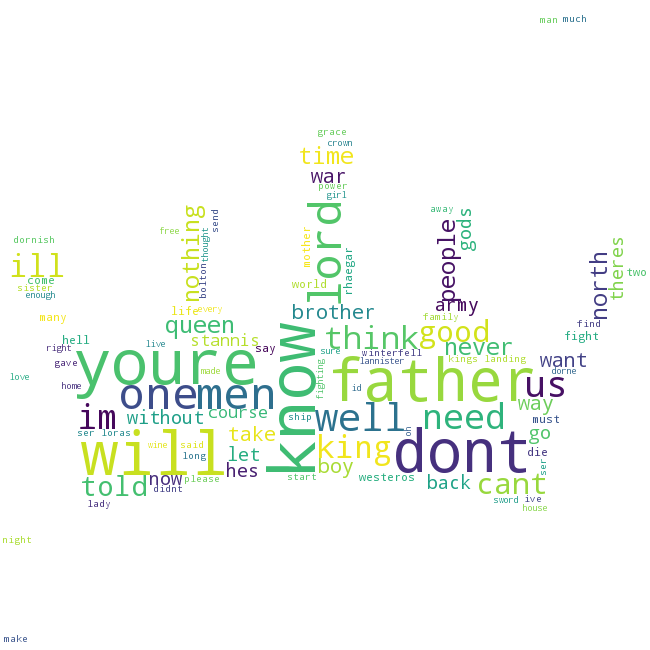 man much
grace
crown
time
war
power
girl
lord
mother
rhaegar
world
brother
away
gods
people
army
family
free
send
nothing
thought
bolton
life every
queen
stannis
dornish
ill
come
sister
enough
many
hell
right
gave
love
home
north
theres
two
find
fight
think
good
never
want
winterfell
lannister
kings landing
dorne
live
say
sure
youre
made
know
father
us
fighting
id
one men
im
without
course
ship
well
on
need
way
must
go
die
ser loras
wine said
take
let
long
will
king
dont
hes
boy
ser
told
now
didnt
please
start
westeros
back
cant
sword
ive
house
lady
night
make